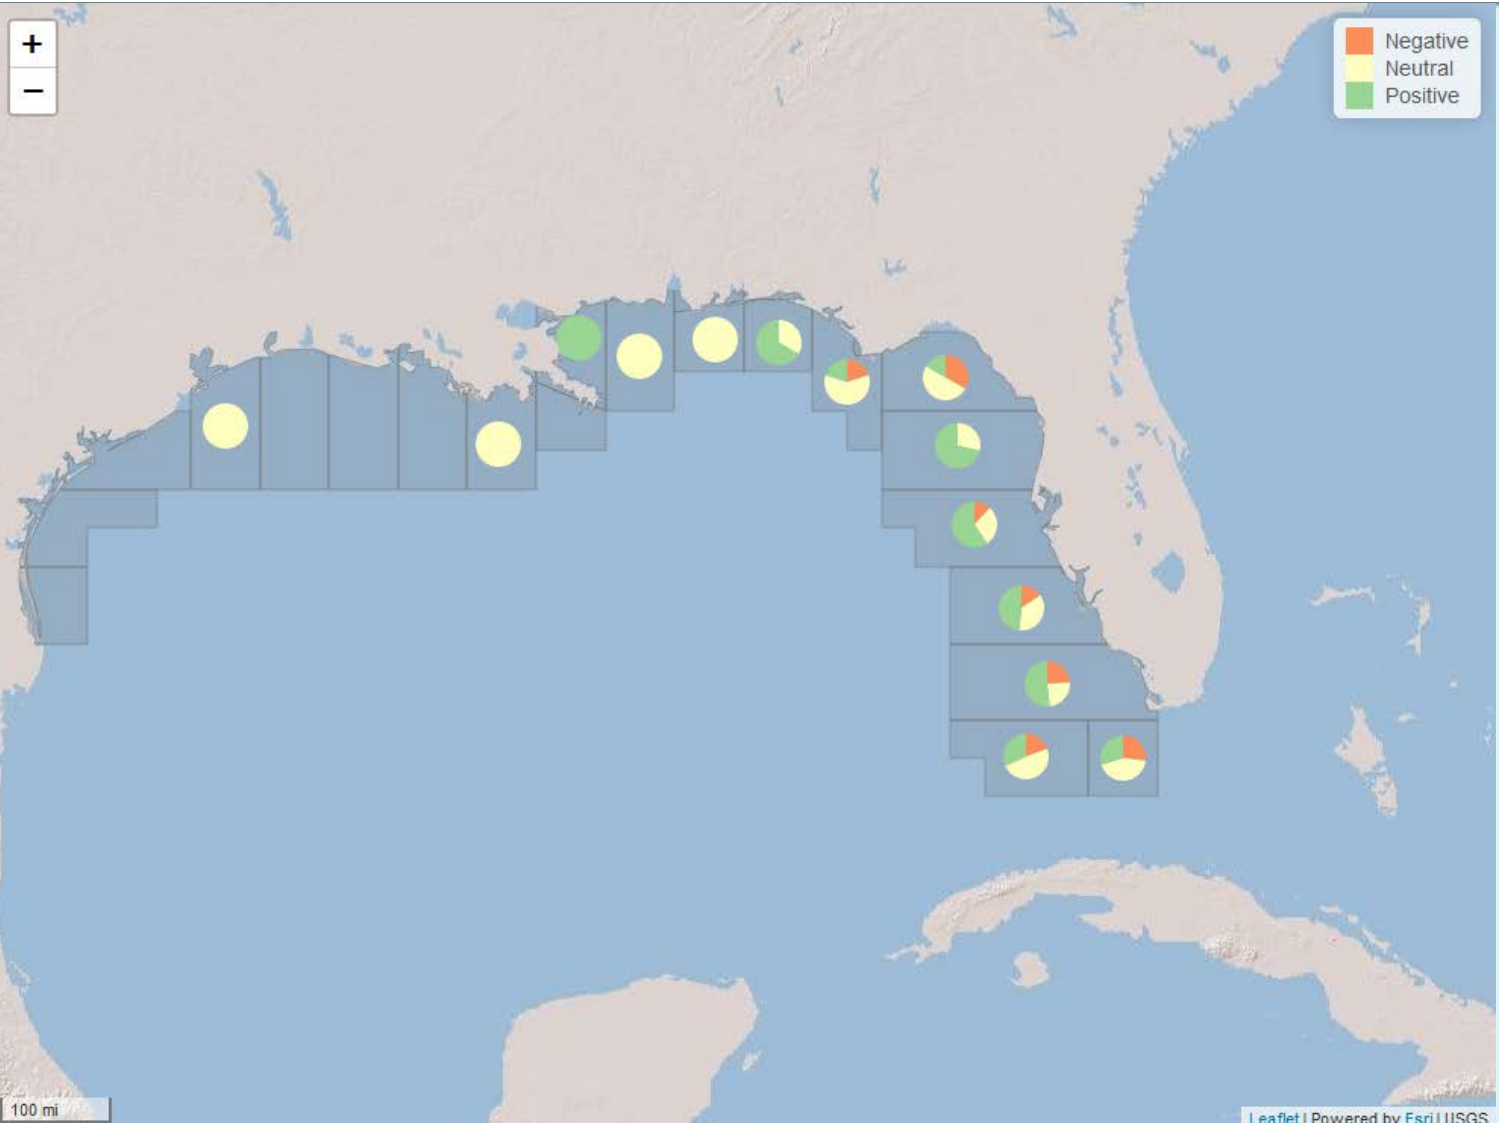 +
−
Negative
Neutral
Positive
100 mi
Leaflet | Powered by Esri | USGS